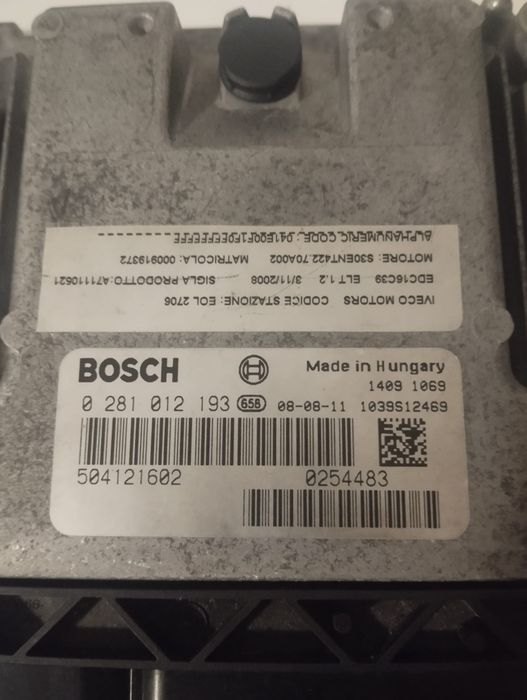 IVECO MOTORS CODICE STAZIONE: EOL 2706
EDC16C39 ELT 1.2 3/11/2008 SIGLA PRODOTTO: A71110621
MOTORE: S30ENT422.70A002 MATRICOLA: 000919372
ALPHANUMERIC CODE:
BOSCH Made in Hungary
1409 1069
0 281 012 193 658 08-08-11 1039S12469
504121602 0254483